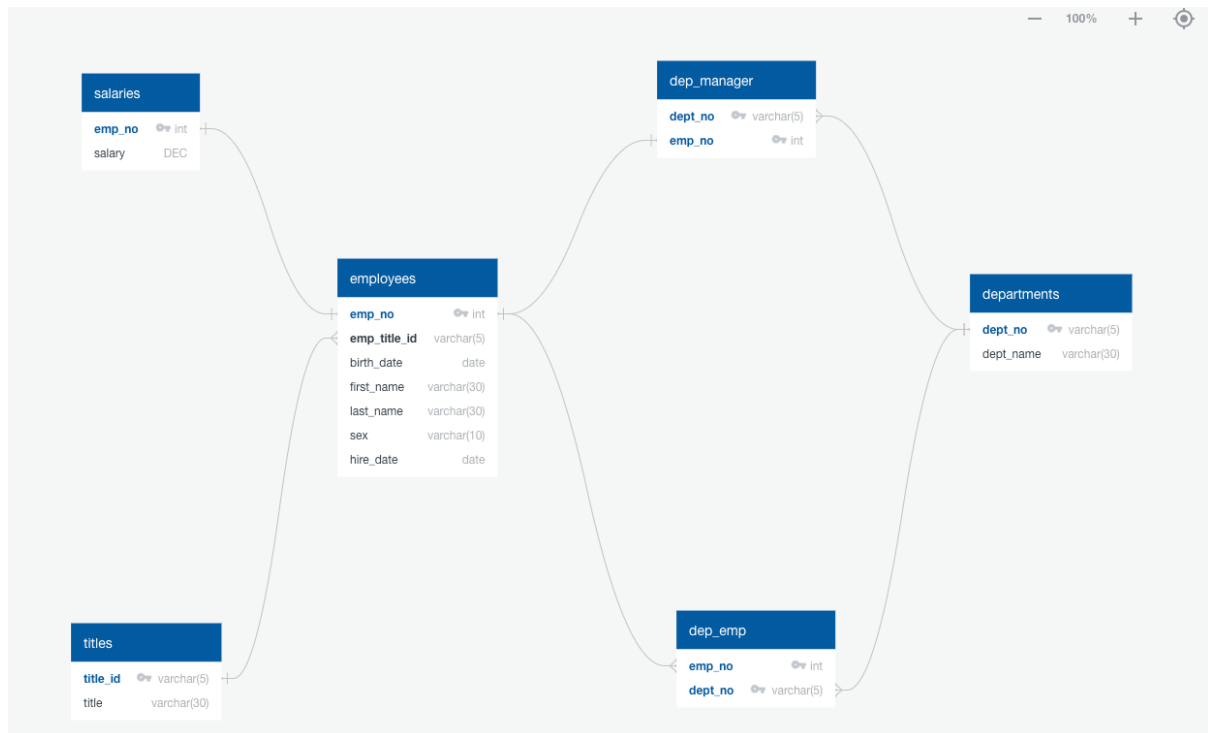 100%
salaries
emp_no int
salary DEC
dep_manager
dept_no varchar(5)
emp_no int
employees
emp_no int
emp_title_id varchar(5)
birth_date date
first_name varchar(30)
last_name varchar(30)
sex varchar(10)
hire_date date
departments
dept_no varchar(5)
dept_name varchar(30)
titles
title_id varchar(5)
title varchar(30)
dep_emp
emp_no int
dept_no varchar(5)